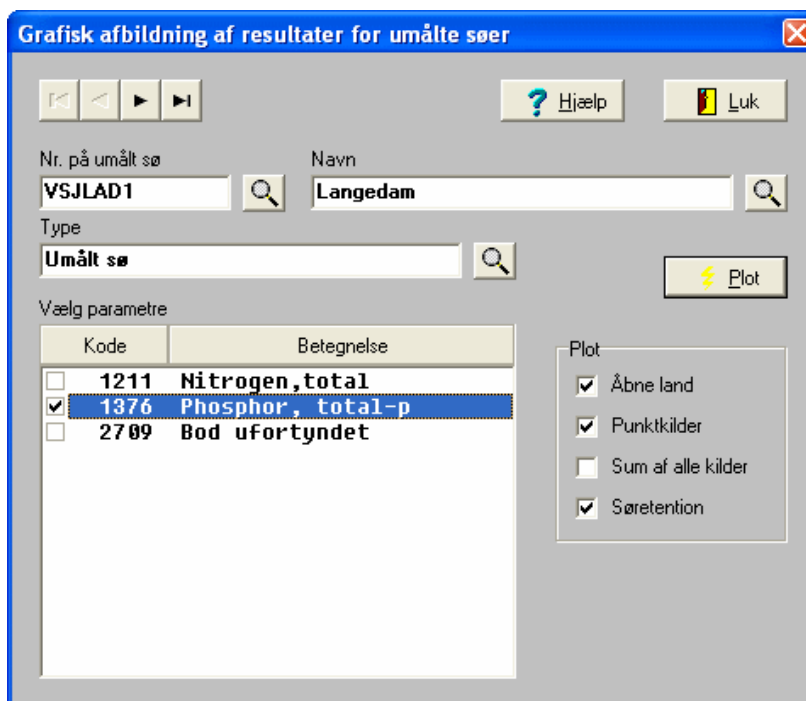 Grafisk afbildning af resultater for umålte søer
Hjælp
Luk
Nr. på umålt sø
Navn
VSJLAD1
Langedam
Type
Umålt sø
Plot
Vælg parametre
Kode
Betegnelse
1211 Nitrogen,total
1376 Phosphor, total-p
2709 Bod ufortyndet
Plot
Åbne land
Punktkilder
Sum af alle kilder
Søretention